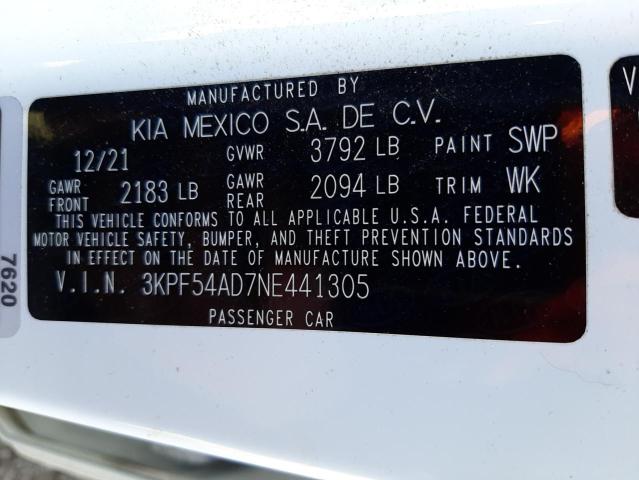 MANUFACTURED BY
KIA MEXICO S.A. DE C.V.
12/21 GVWR 3792 LB PAINT SWP
GAWR FRONT 2183 LB GAWR REAR 2094 LB TRIM WK
THIS VEHICLE CONFORMS TO ALL APPLICABLE U.S.A. FEDERAL
MOTOR VEHICLE SAFETY, BUMPER, AND THEFT PREVENTION STANDARDS
IN EFFECT ON THE DATE OF MANUFACTURE SHOWN ABOVE.
V.I.N. 3KPF54AD7NE441305
PASSENGER CAR
7620
V